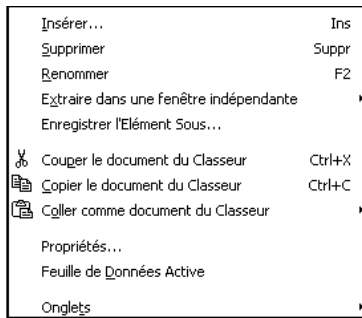 Insérer... Ins
Supprimer Suppr
Renommer F2
Extraire dans une fenêtre indépendante
Enregistrer l'Elément Sous...
Couper le document du Classeur Ctrl+X
Copier le document du Classeur Ctrl+C
Coller comme document du Classeur
Propriétés...
Feuille de Données Active
Onglets